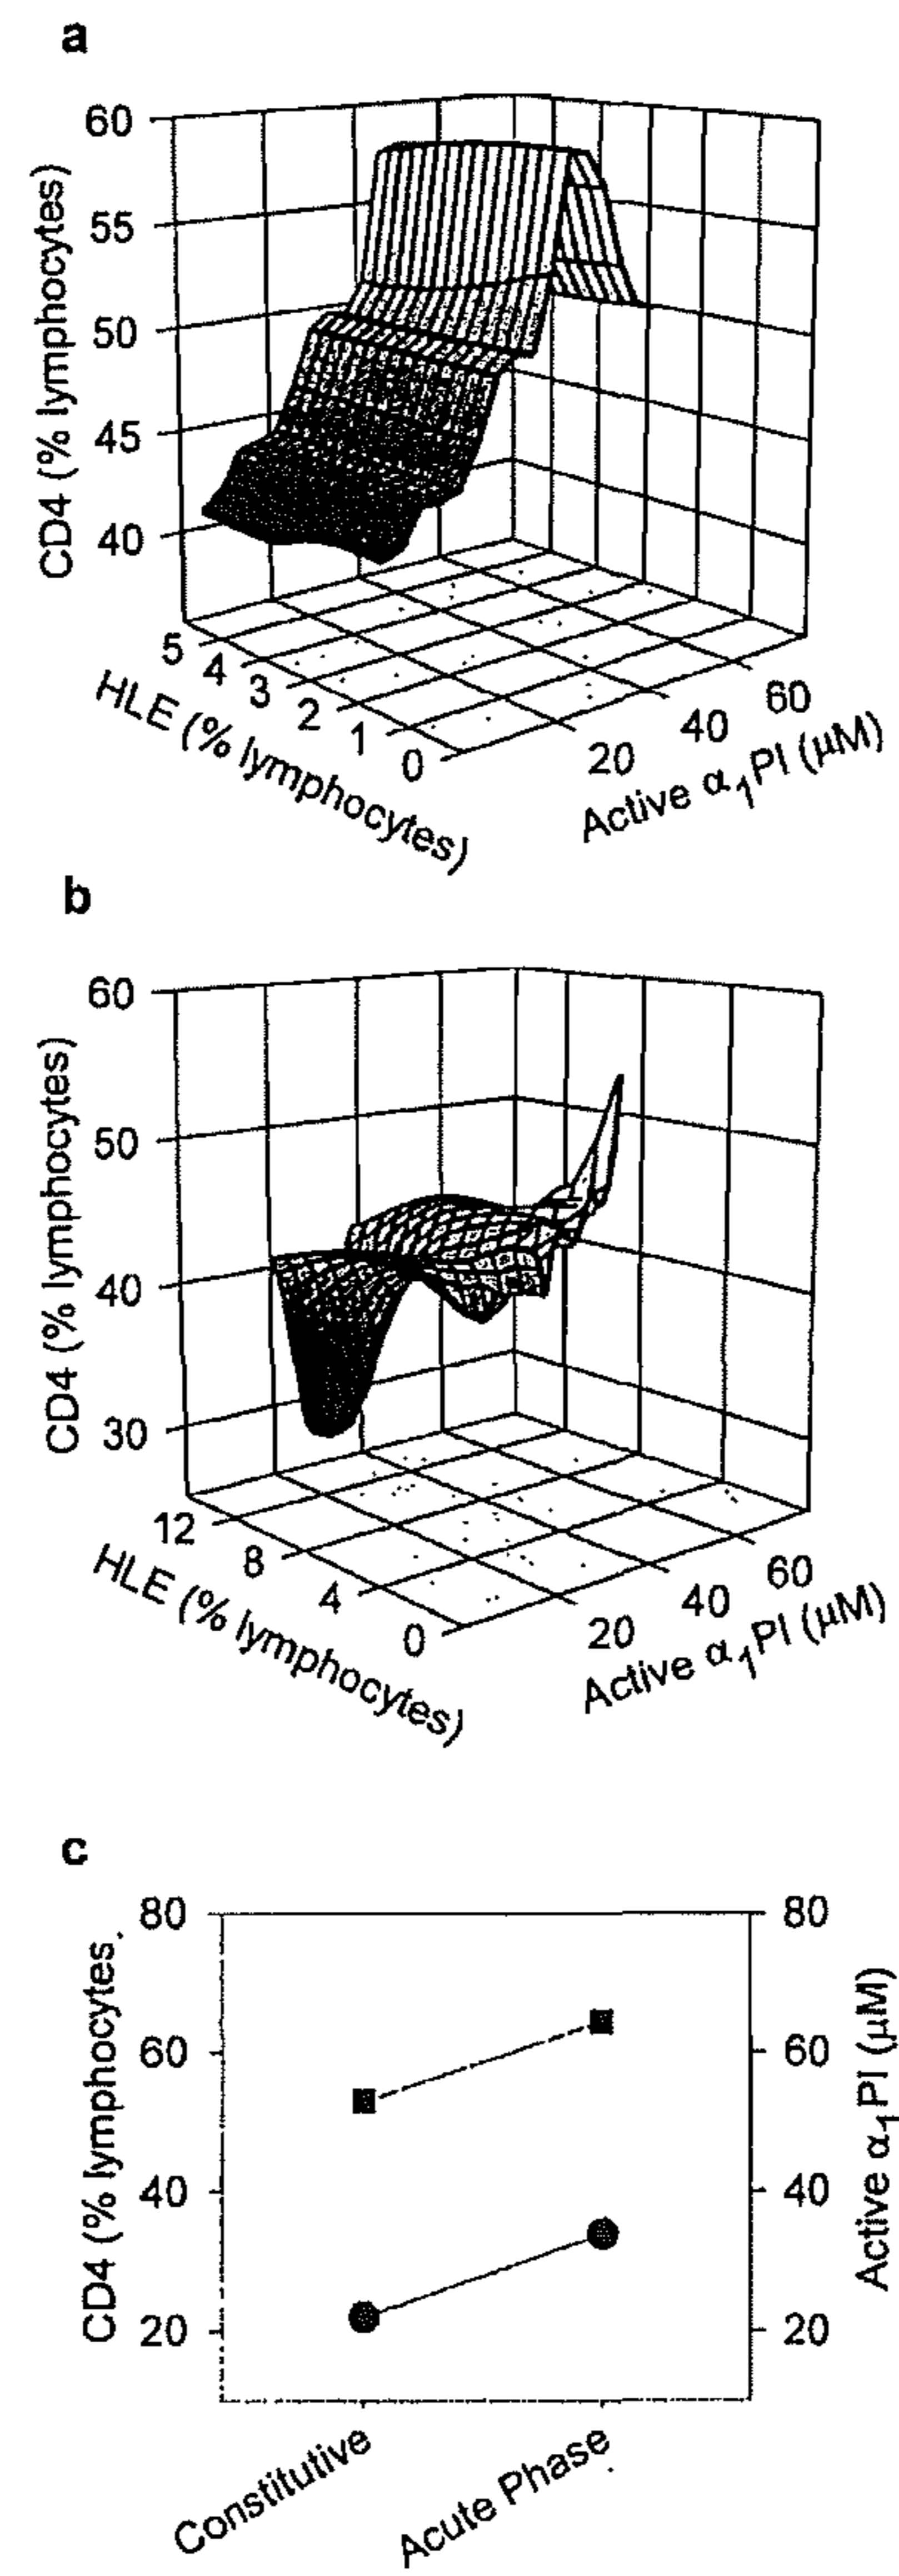 a
60
55
50
45
40
CD4 (% lymphocytes)
5
4
3
2
1
0
HLE (% lymphocytes)
20
40
60
Active α₁PI (μM)
b
60
50
40
30
CD4 (% lymphocytes)
12
8
4
0
HLE (% lymphocytes)
20
40
60
Active α₁PI (μM)
c
80
60
40
20
CD4 (% lymphocytes.
80
60
40
20
Active α₁PI (μM)
Constitutive
Acute Phase